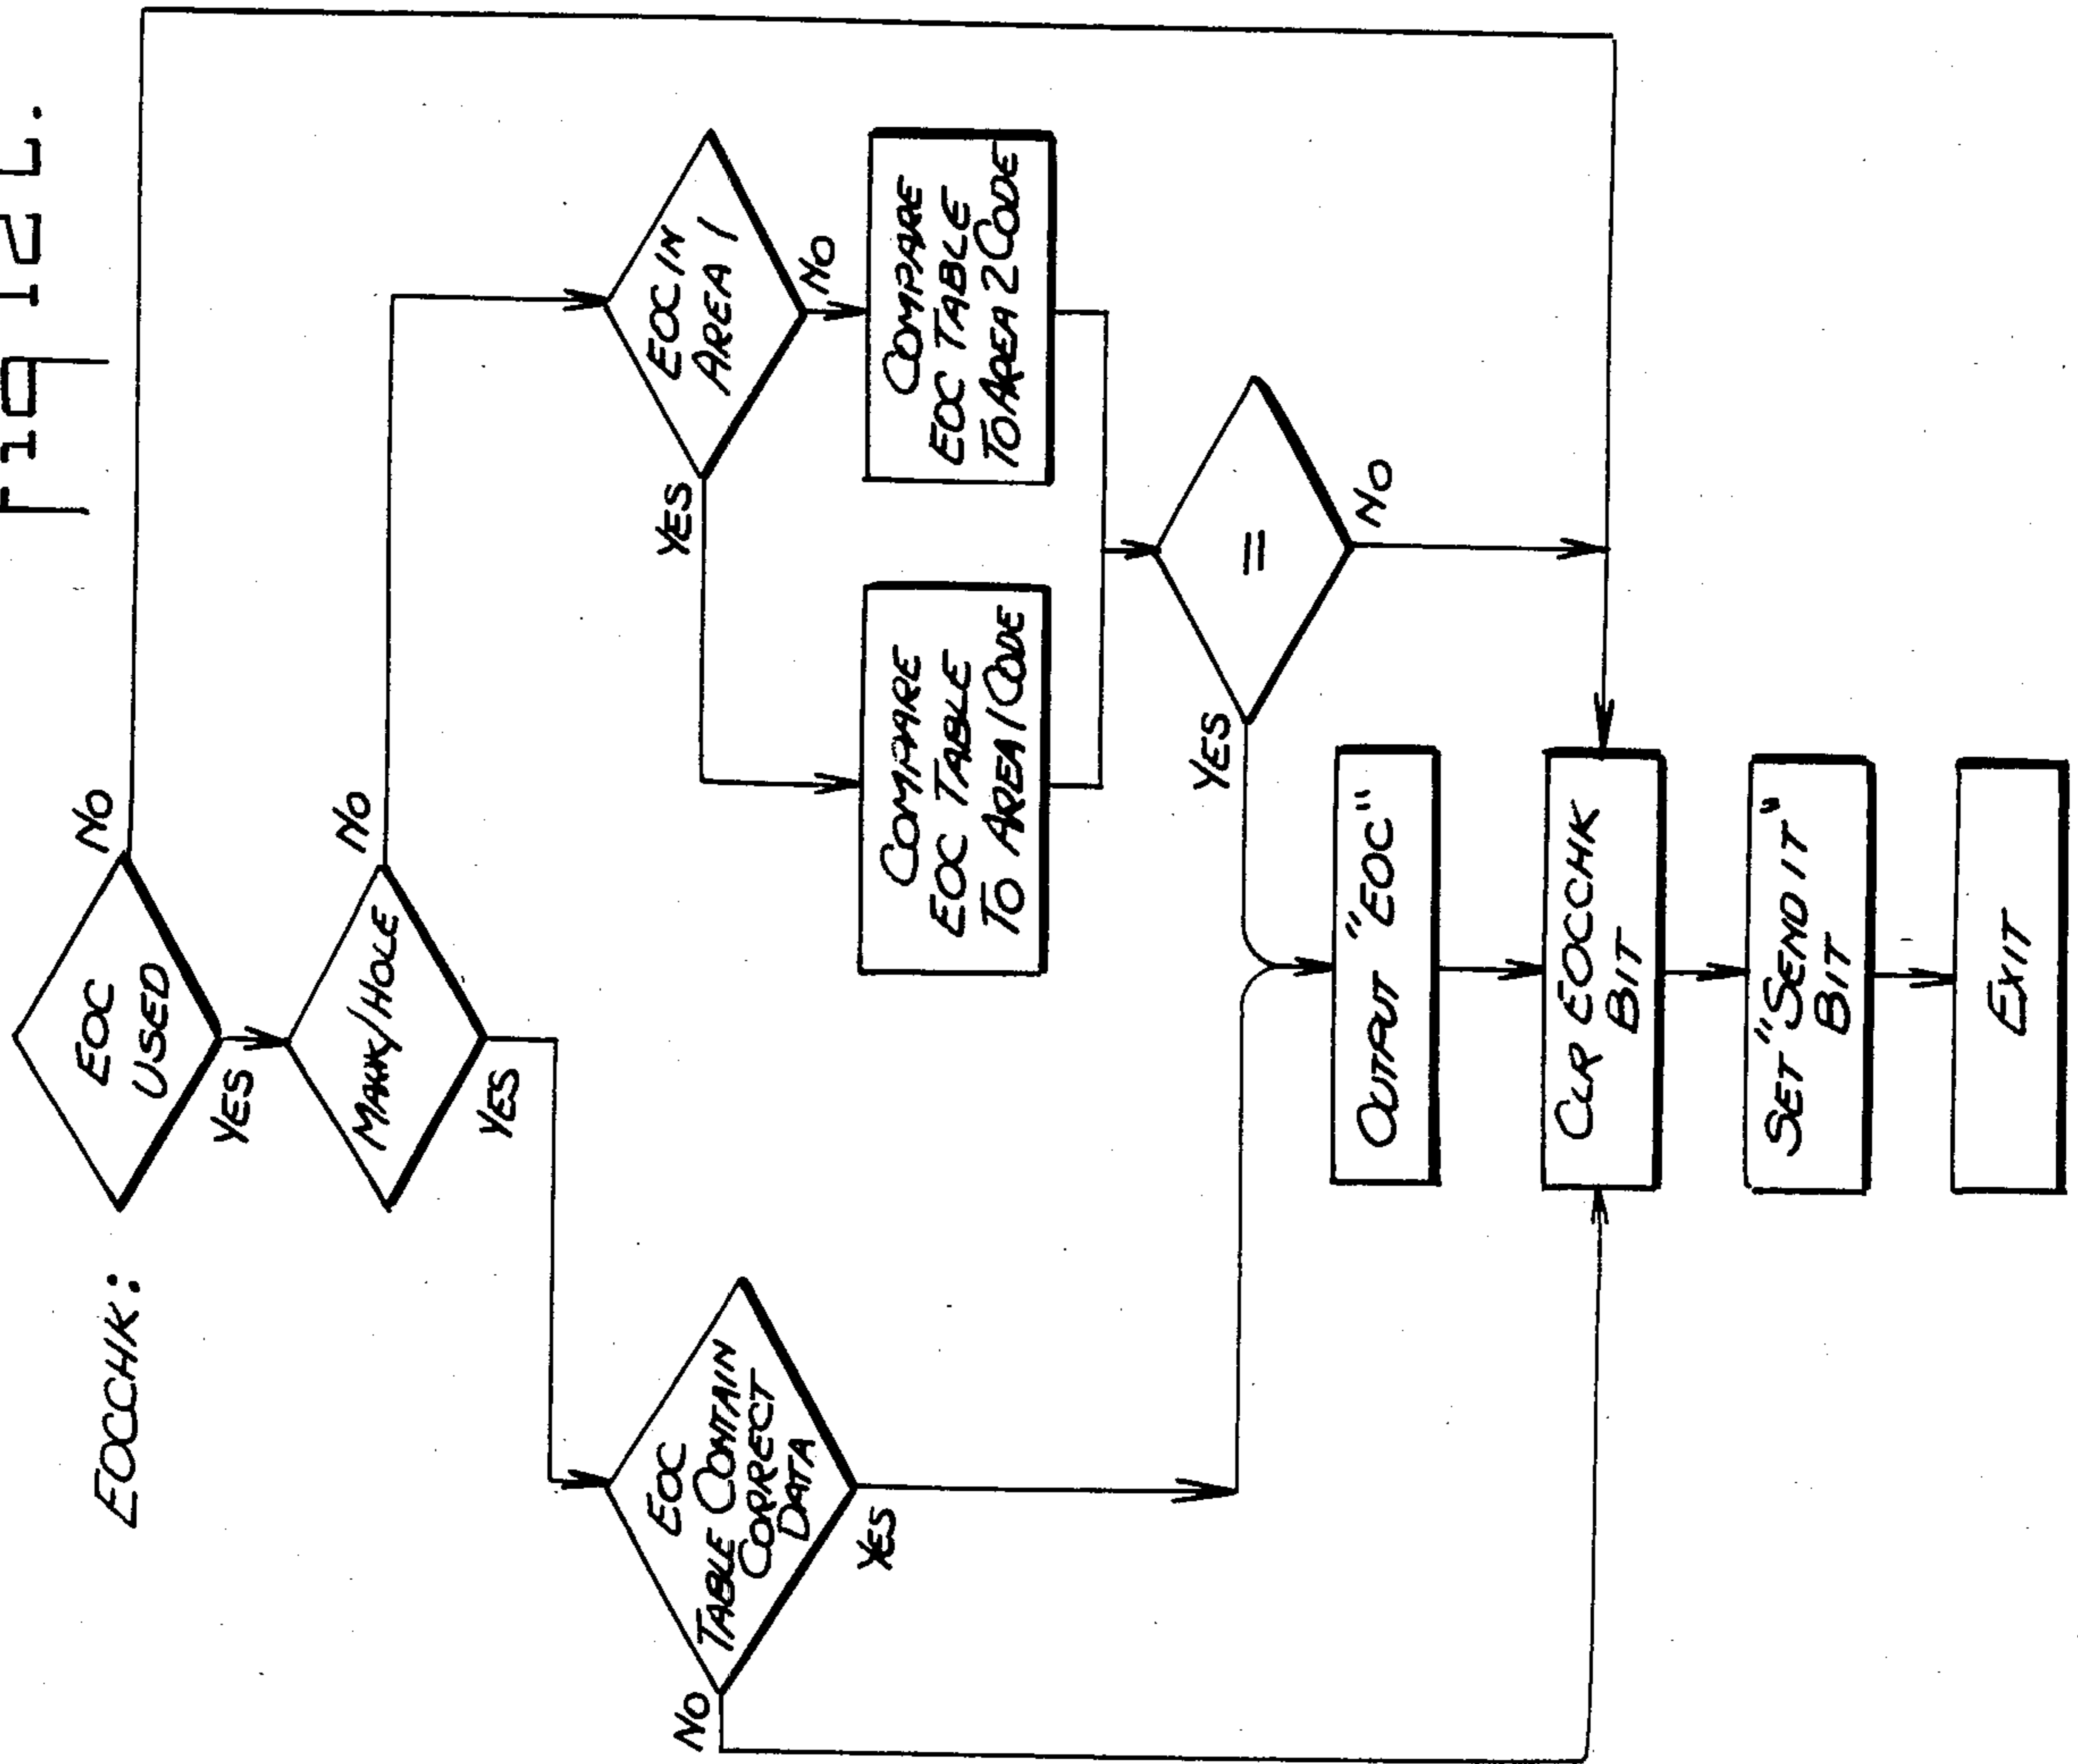 Fig 12L.
EOCCHK:
EOC
USED
NO
YES
MARK/HOLE
NO
YES
EOC
TABLE CONTAIN
CORRECT
DATA
NO
YES
EOC IN
AREA 1
YES
NO
COMPARE
EOC TABLE
TO AREA 1 CODE
COMPARE
EOC TABLE
TO AREA 2 CODE
=
YES
NO
OUTPUT "EOC"
CLR EOCCHK
BIT
SET "SEND IT"
BIT
EXIT